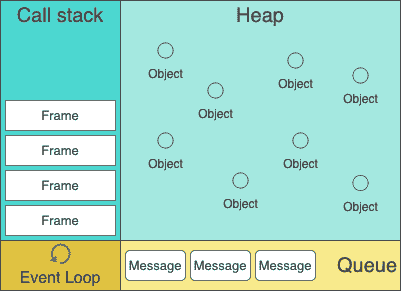 Call stack
Frame
Frame
Frame
Frame
Heap
Object
Object
Object
Object
Object
Object
Object
Object
Event Loop
Message
Message
Message
Queue